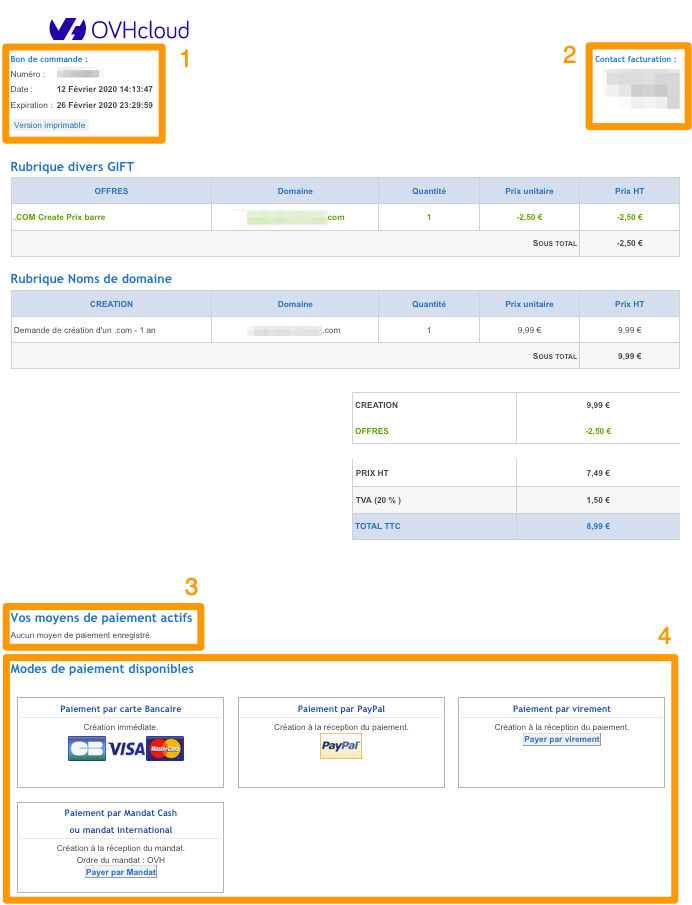 OVHcloud
1
2
Bon de commande :
Numéro :
Date : 12 Février 2020 14:13:47
Expiration : 26 Février 2020 23:29:59
Version imprimable
Contact facturation :
Rubrique divers GIFT
OFFRES Domaine Quantité Prix unitaire Prix HT
.COM Create Prix barre com 1 -2,50 € -2,50 €
SOUS TOTAL -2,50 €
Rubrique Noms de domaine
CREATION Domaine Quantité Prix unitaire Prix HT
Demande de création d'un .com - 1 an .com 1 9,99 € 9,99 €
SOUS TOTAL 9,99 €
CREATION 9,99 €
OFFRES -2,50 €
PRIX HT 7,49 €
TVA (20 % ) 1,50 €
TOTAL TTC 8,99 €
3
Vos moyens de paiement actifs
Aucun moyen de paiement enregistré.
4
Modes de paiement disponibles
Paiement par carte Bancaire
Création immédiate.
CB VISA MasterCard
Paiement par PayPal
Création à la réception du paiement.
PayPal
Paiement par virement
Création à la réception du paiement.
Payer par virement
Paiement par Mandat Cash
ou mandat international
Création à la réception du mandat.
Ordre du mandat : OVH
Payer par Mandat